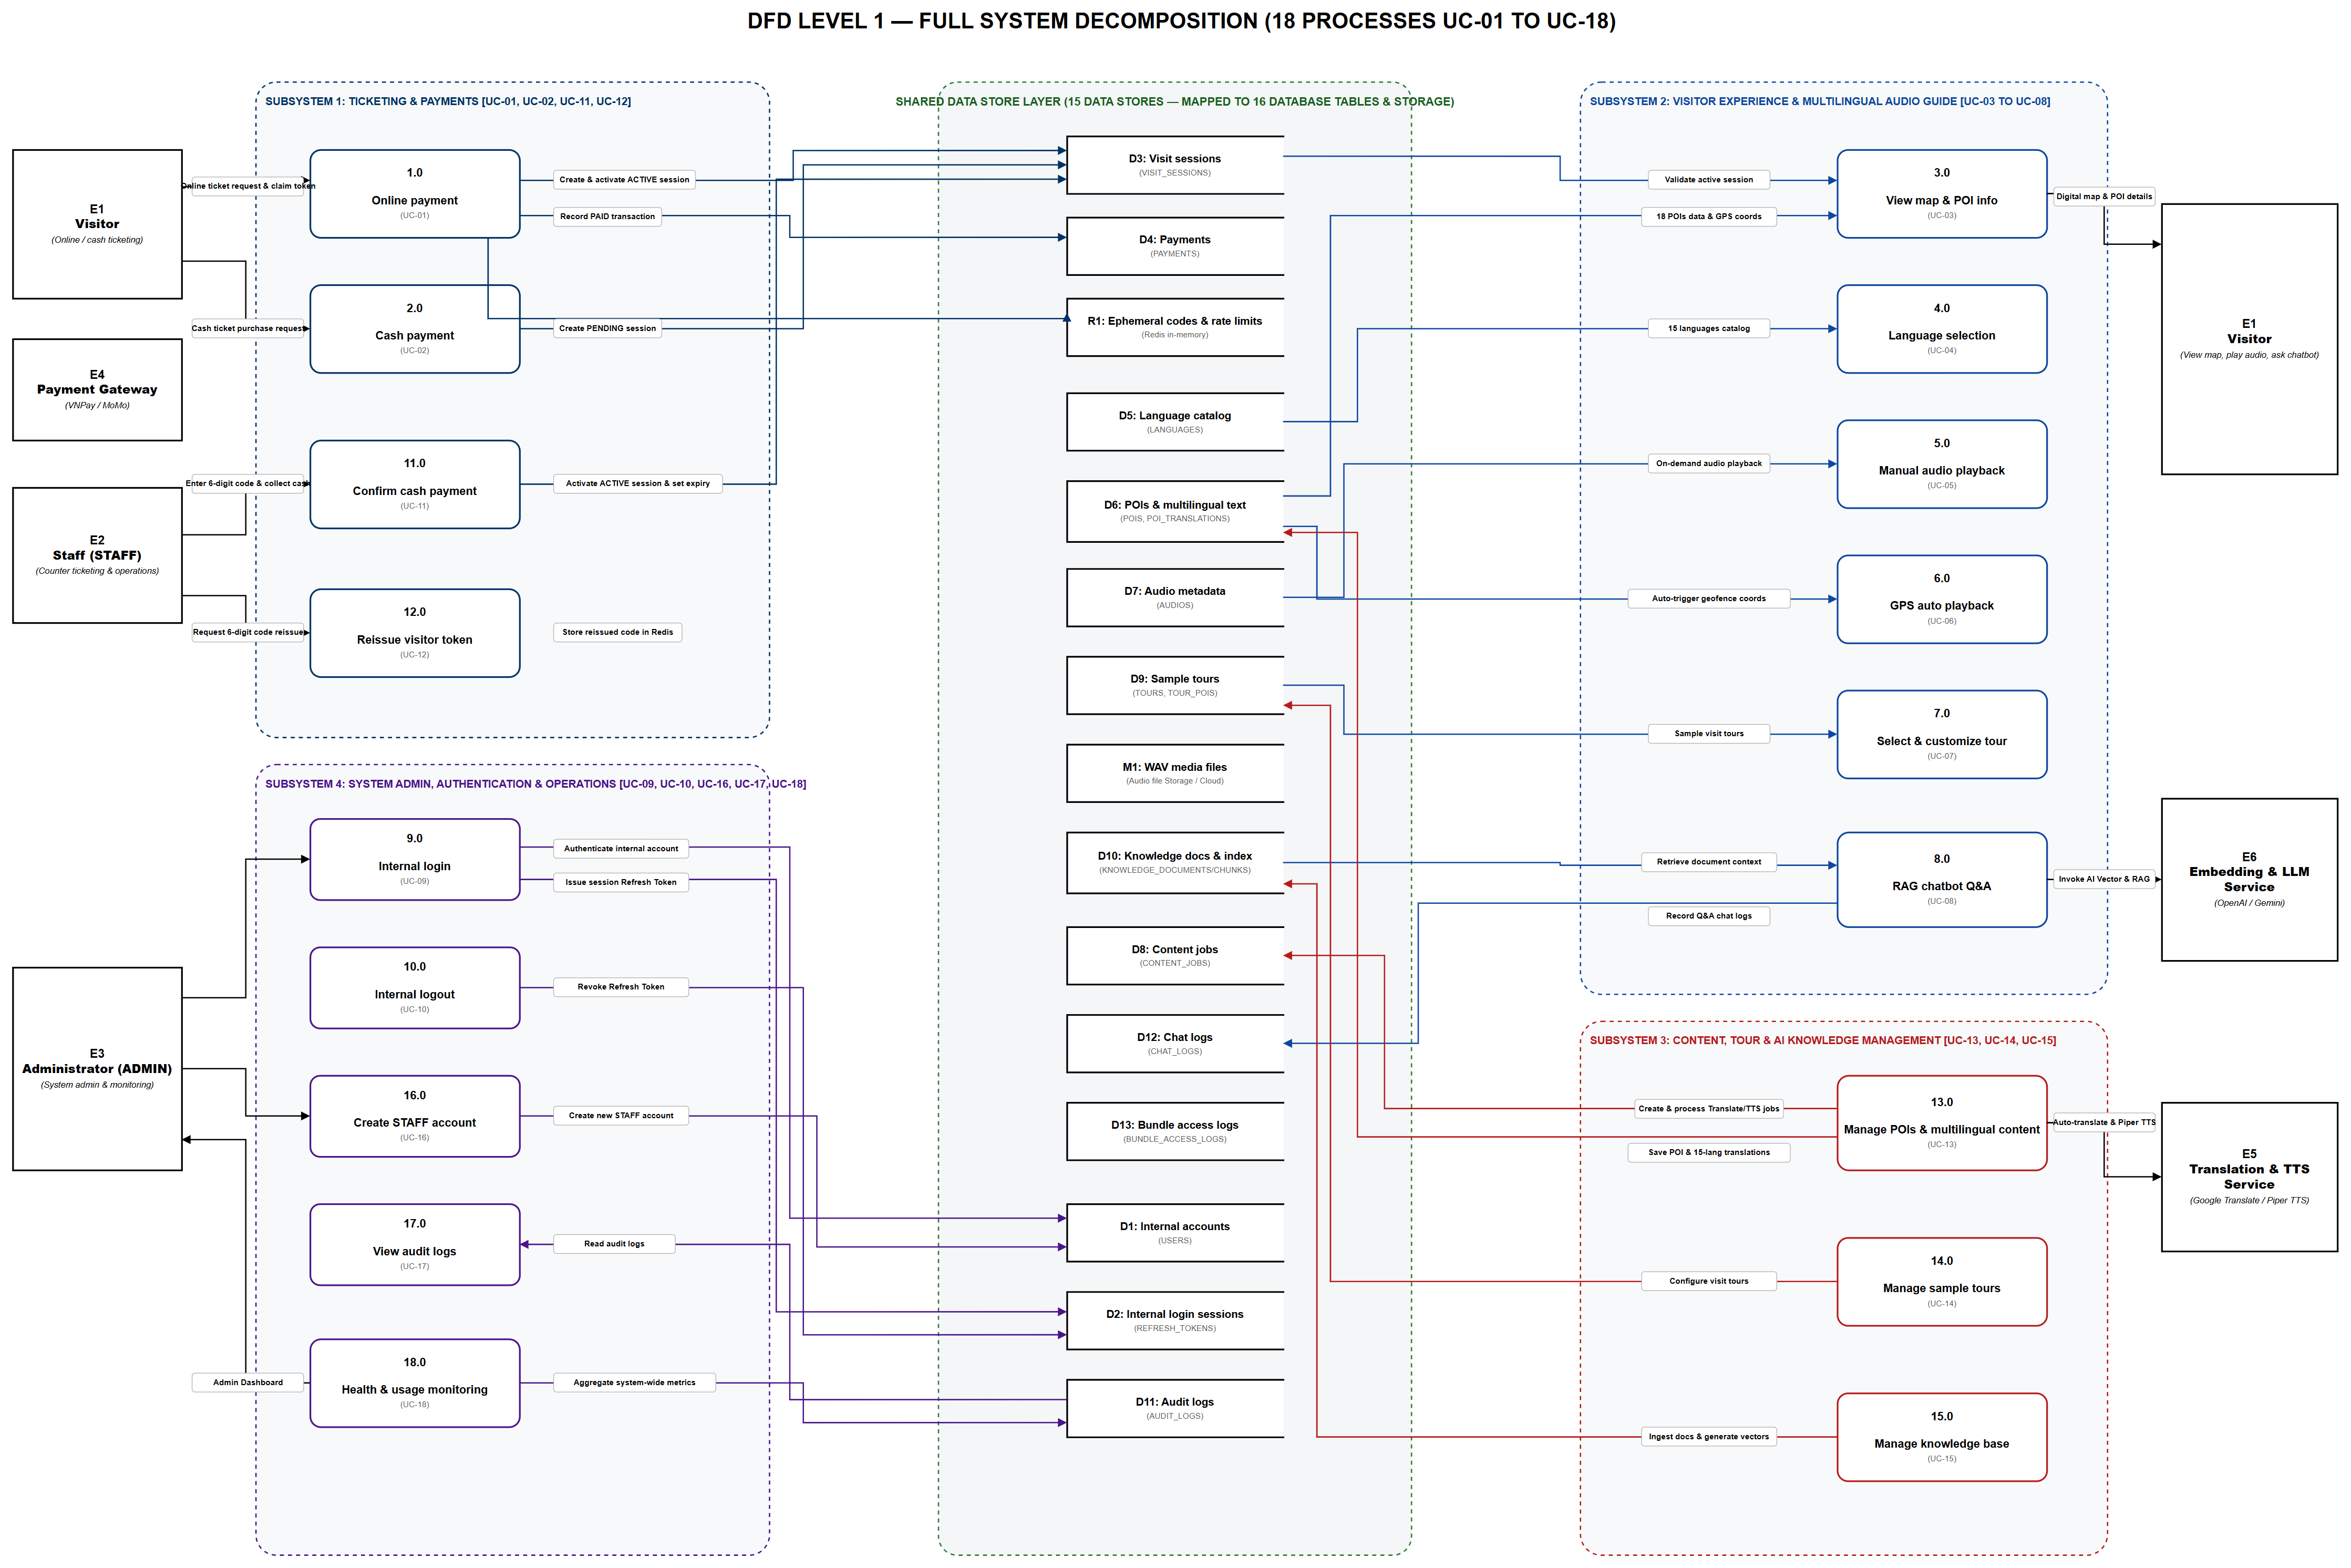 DFD LEVEL 1 — FULL SYSTEM DECOMPOSITION (18 PROCESSES UC-01 TO UC-18)
SUBSYSTEM 1: TICKETING & PAYMENTS [UC-01, UC-02, UC-11, UC-12]
E1
Visitor
(Online / cash ticketing)
E4
Payment Gateway
(VNPay / MoMo)
E2
Staff (STAFF)
(Counter ticketing & operations)
Online ticket request & claim token
Cash ticket purchase request
Enter 6-digit code & collect cash
Request 6-digit code reissue
1.0
Online payment
(UC-01)
2.0
Cash payment
(UC-02)
11.0
Confirm cash payment
(UC-11)
12.0
Reissue visitor token
(UC-12)
Create & activate ACTIVE session
Record PAID transaction
Create PENDING session
Activate ACTIVE session & set expiry
Store reissued code in Redis
SUBSYSTEM 4: SYSTEM ADMIN, AUTHENTICATION & OPERATIONS [UC-09, UC-10, UC-16, UC-17, UC-18]
E3
Administrator (ADMIN)
(System admin & monitoring)
Admin Dashboard
9.0
Internal login
(UC-09)
10.0
Internal logout
(UC-10)
16.0
Create STAFF account
(UC-16)
17.0
View audit logs
(UC-17)
18.0
Health & usage monitoring
(UC-18)
Authenticate internal account
Issue session Refresh Token
Revoke Refresh Token
Create new STAFF account
Read audit logs
Aggregate system-wide metrics
SHARED DATA STORE LAYER (15 DATA STORES — MAPPED TO 16 DATABASE TABLES & STORAGE)
D3: Visit sessions
(VISIT_SESSIONS)
D4: Payments
(PAYMENTS)
R1: Ephemeral codes & rate limits
(Redis in-memory)
D5: Language catalog
(LANGUAGES)
D6: POIs & multilingual text
(POIS, POI_TRANSLATIONS)
D7: Audio metadata
(AUDIOS)
D9: Sample tours
(TOURS, TOUR_POIS)
M1: WAV media files
(Audio file Storage / Cloud)
D10: Knowledge docs & index
(KNOWLEDGE_DOCUMENTS/CHUNKS)
D8: Content jobs
(CONTENT_JOBS)
D12: Chat logs
(CHAT_LOGS)
D13: Bundle access logs
(BUNDLE_ACCESS_LOGS)
D1: Internal accounts
(USERS)
D2: Internal login sessions
(REFRESH_TOKENS)
D11: Audit logs
(AUDIT_LOGS)
SUBSYSTEM 2: VISITOR EXPERIENCE & MULTILINGUAL AUDIO GUIDE [UC-03 TO UC-08]
Validate active session
18 POIs data & GPS coords
15 languages catalog
On-demand audio playback
Auto-trigger geofence coords
Sample visit tours
Retrieve document context
Record Q&A chat logs
3.0
View map & POI info
(UC-03)
4.0
Language selection
(UC-04)
5.0
Manual audio playback
(UC-05)
6.0
GPS auto playback
(UC-06)
7.0
Select & customize tour
(UC-07)
8.0
RAG chatbot Q&A
(UC-08)
Digital map & POI details
Invoke AI Vector & RAG
E1
Visitor
(View map, play audio, ask chatbot)
E6
Embedding & LLM
Service
(OpenAI / Gemini)
SUBSYSTEM 3: CONTENT, TOUR & AI KNOWLEDGE MANAGEMENT [UC-13, UC-14, UC-15]
Create & process Translate/TTS jobs
Save POI & 15-lang translations
Configure visit tours
Ingest docs & generate vectors
13.0
Manage POIs & multilingual content
(UC-13)
14.0
Manage sample tours
(UC-14)
15.0
Manage knowledge base
(UC-15)
Auto-translate & Piper TTS
E5
Translation & TTS
Service
(Google Translate / Piper TTS)